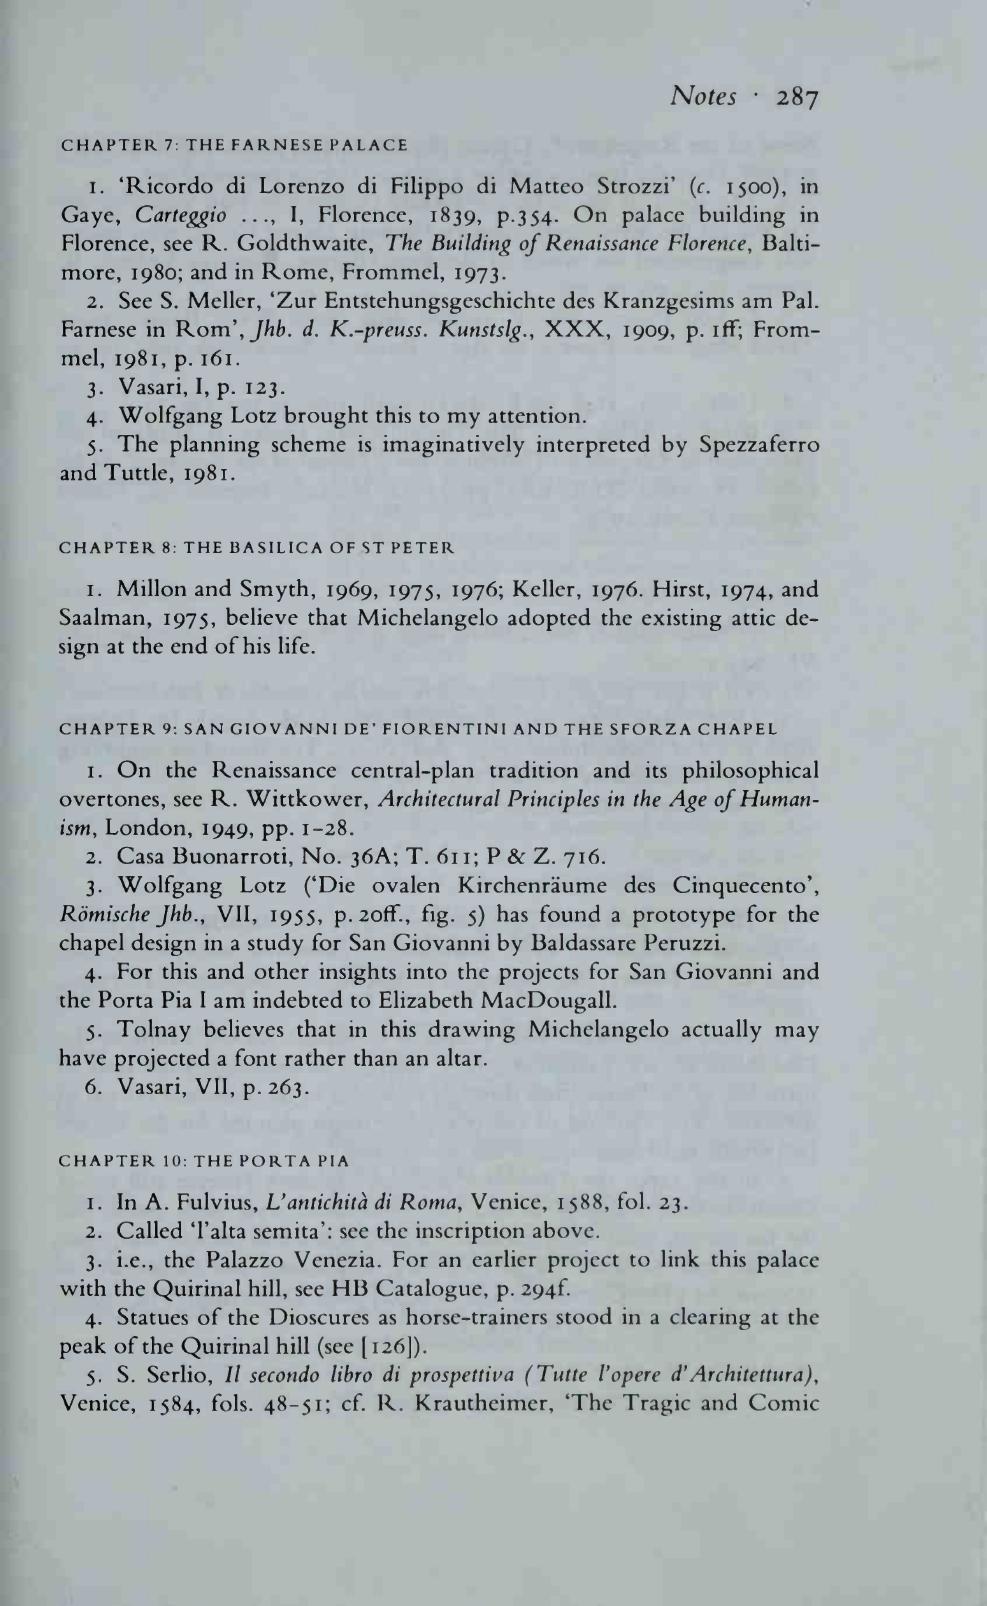 Notes · 287
CHAPTER 7: THE FARNESE PALACE
1. ‘Ricordo di Lorenzo di Filippo di Matteo Strozzi’ (c. 1500), in
Gaye, Carteggio ..., I, Florence, 1839, p.354. On palace building in
Florence, see R. Goldthwaite, The Building of Renaissance Florence, Balti-
more, 1980; and in Rome, Frommel, 1973.
2. See S. Meller, ‘Zur Entstehungsgeschichte des Kranzgesims am Pal.
Farnese in Rom’, Jhb. d. K.-preuss. Kunstslg., XXX, 1909, p. 1ff; From-
mel, 1981, p. 161.
3. Vasari, I, p. 123.
4. Wolfgang Lotz brought this to my attention.
5. The planning scheme is imaginatively interpreted by Spezzaferro
and Tuttle, 1981.
CHAPTER 8: THE BASILICA OF ST PETER
1. Millon and Smyth, 1969, 1975, 1976; Keller, 1976. Hirst, 1974, and
Saalman, 1975, believe that Michelangelo adopted the existing attic de-
sign at the end of his life.
CHAPTER 9: SAN GIOVANNI DE’ FIORENTINI AND THE SFORZA CHAPEL
1. On the Renaissance central-plan tradition and its philosophical
overtones, see R. Wittkower, Architectural Principles in the Age of Human-
ism, London, 1949, pp. 1–28.
2. Casa Buonarroti, No. 36A; T. 611; P & Z. 716.
3. Wolfgang Lotz (‘Die ovalen Kirchenräume des Cinquecento’,
Römische Jhb., VII, 1955, p. 20ff., fig. 5) has found a prototype for the
chapel design in a study for San Giovanni by Baldassare Peruzzi.
4. For this and other insights into the projects for San Giovanni and
the Porta Pia I am indebted to Elizabeth MacDougall.
5. Tolnay believes that in this drawing Michelangelo actually may
have projected a font rather than an altar.
6. Vasari, VII, p. 263.
CHAPTER 10: THE PORTA PIA
1. In A. Fulvius, L’antichità di Roma, Venice, 1588, fol. 23.
2. Called ‘l’alta semita’: see the inscription above.
3. i.e., the Palazzo Venezia. For an earlier project to link this palace
with the Quirinal hill, see HB Catalogue, p. 294f.
4. Statues of the Dioscures as horse-trainers stood in a clearing at the
peak of the Quirinal hill (see [126]).
5. S. Serlio, Il secondo libro di prospettiva (Tutte l’opere d’Architettura),
Venice, 1584, fols. 48–51; cf. R. Krautheimer, ‘The Tragic and Comic